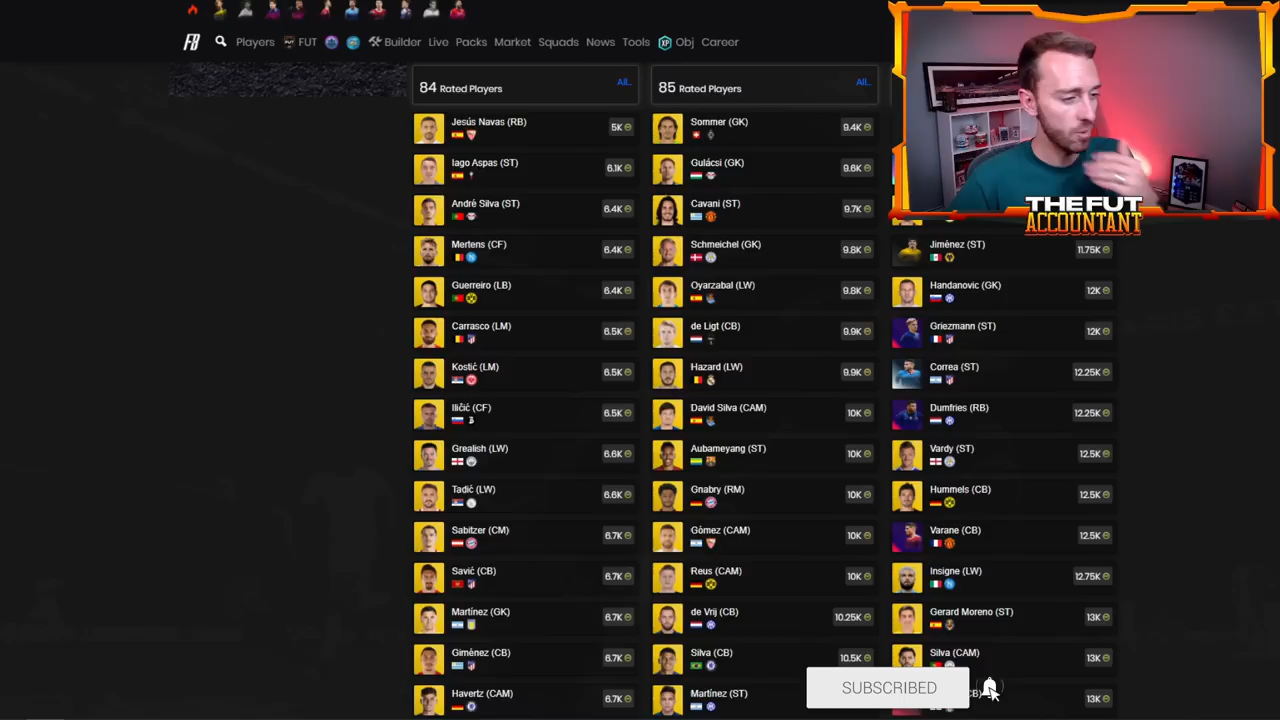 FB Players FUT Builder Live Packs Market Squads News Tools XP Obj Career
84 Rated Players All..
Jesús Navas (RB) 5K
Iago Aspas (ST) 6.1K
André Silva (ST) 6.4K
Mertens (CF) 6.4K
Guerreiro (LB) 6.4K
Carrasco (LM) 6.5K
Kostić (LM) 6.5K
Iličić (CF) 6.5K
Grealish (LW) 6.6K
Tadić (LW) 6.6K
Sabitzer (CM) 6.7K
Savić (CB) 6.7K
Martínez (GK) 6.7K
Giménez (CB) 6.7K
Havertz (CAM) 6.7K
85 Rated Players All..
Sommer (GK) 9.4K
Gulácsi (GK) 9.6K
Cavani (ST) 9.7K
Schmeichel (GK) 9.8K
Oyarzabal (LW) 9.8K
de Ligt (CB) 9.9K
Hazard (LW) 9.9K
David Silva (CAM) 10K
Aubameyang (ST) 10K
Gnabry (RM) 10K
Gómez (CAM) 10K
Reus (CAM) 10K
de Vrij (CB) 10.25K
Silva (CB) 10.5K
Martínez (ST)
Jiménez (ST) 11.75K
Handanovic (GK) 12K
Griezmann (ST) 12K
Correa (ST) 12.25K
Dumfries (RB) 12.25K
Vardy (ST) 12.5K
Hummels (CB) 12.5K
Varane (CB) 12.5K
Insigne (LW) 12.75K
Gerard Moreno (ST) 13K
Silva (CAM) 13K
13K
THE FUT
ACCOUNTANT
SUBSCRIBED